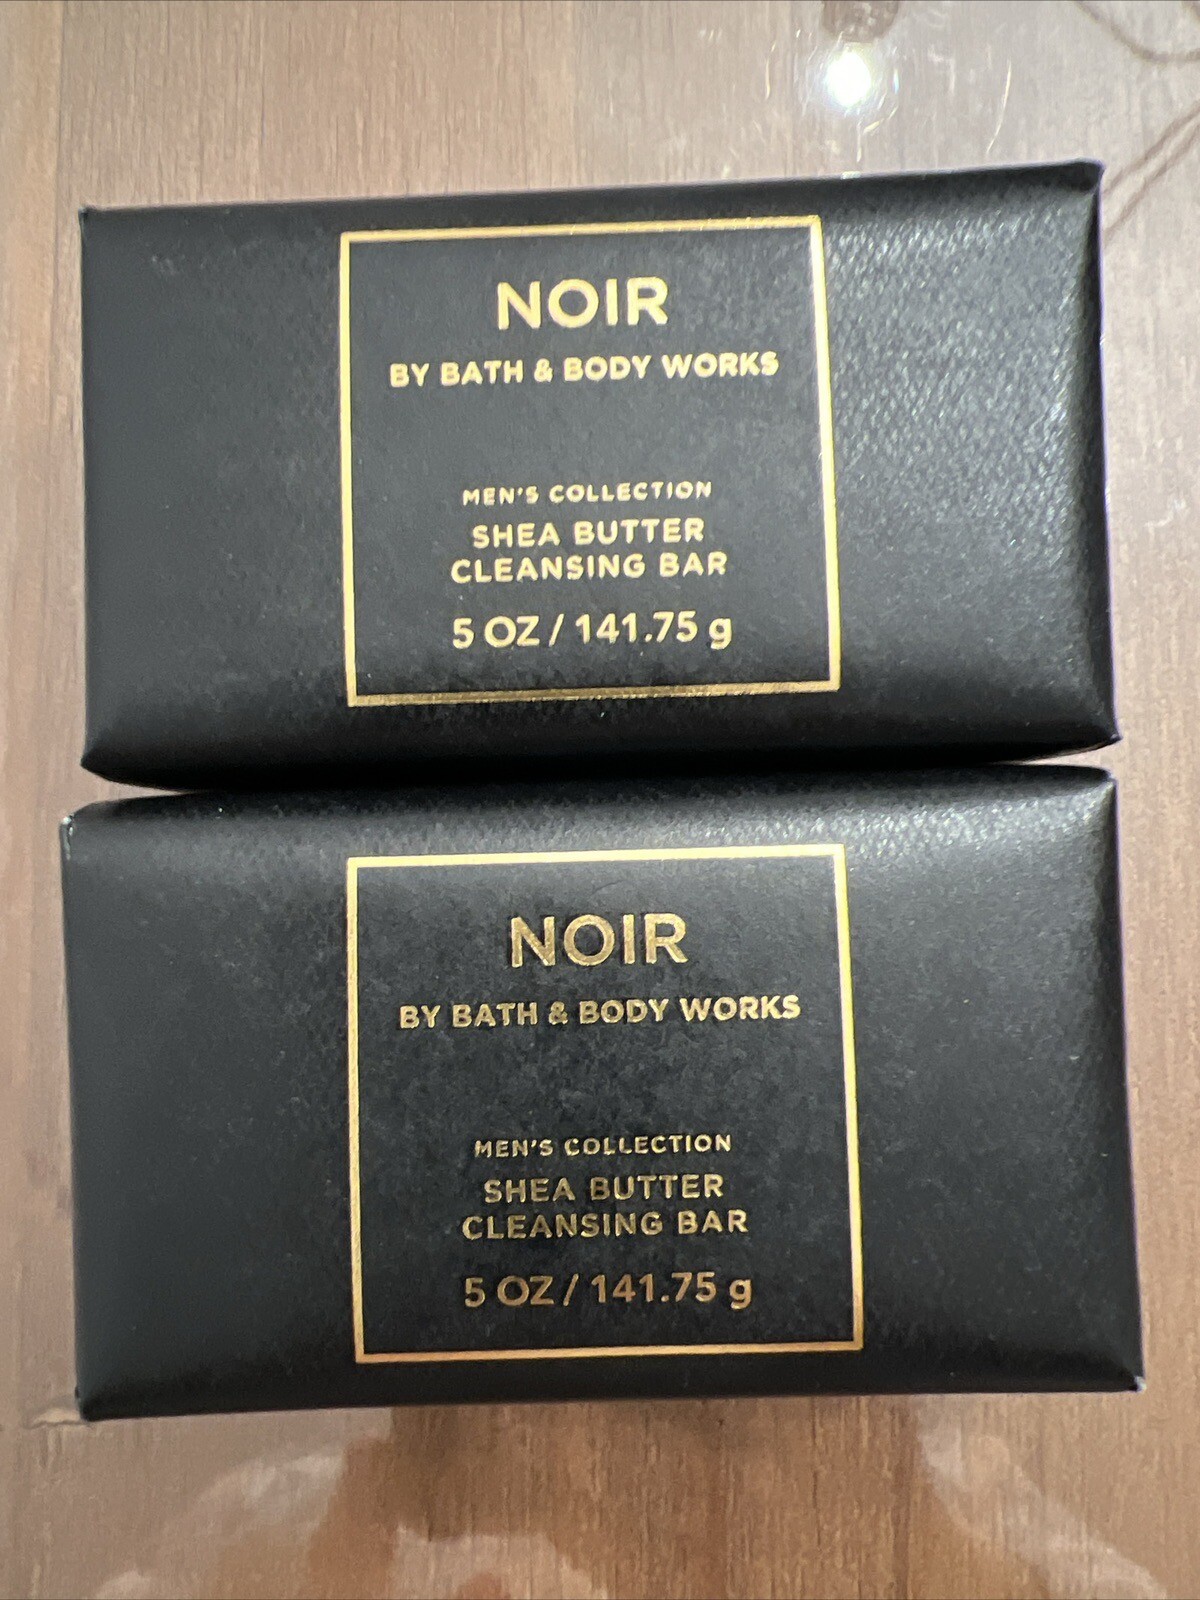 NOIR
BY BATH & BODY WORKS
MEN'S COLLECTION
SHEA BUTTER
CLEANSING BAR
5 OZ / 141.75 g
NOIR
BY BATH & BODY WORKS
MEN'S COLLECTION
SHEA BUTTER
CLEANSING BAR
5 OZ / 141.75 g